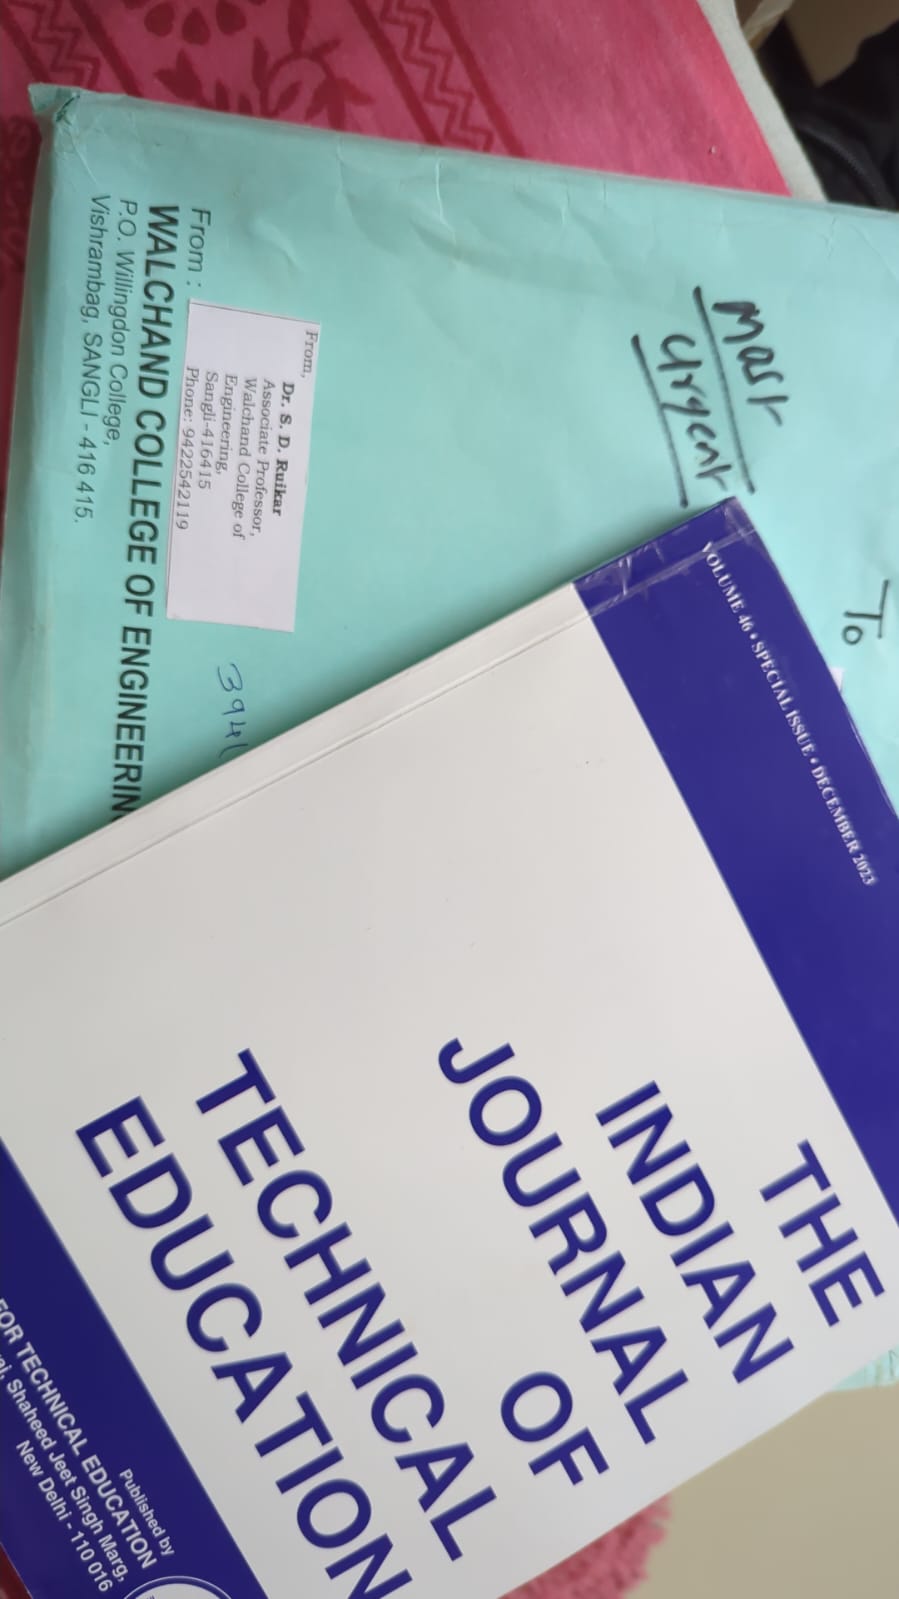 To
Most
Urgent
From,
Dr. S. D. Ruikar
Associate Professor,
Walchand College of
Engineering,
Sangli-416415
Phone: 9422542119
394
From :
WALCHAND COLLEGE OF ENGINEERIN
P.O. Willingdon College,
Vishrambag, SANGLI - 416 415.
VOLUME 46 • SPECIAL ISSUE • DECEMBER 2023
THE
INDIAN
JOURNAL
OF
TECHNICAL
EDUCATION
Published by
FOR TECHNICAL EDUCATION
Shaheed Jeet Singh Marg,
New Delhi - 110 016